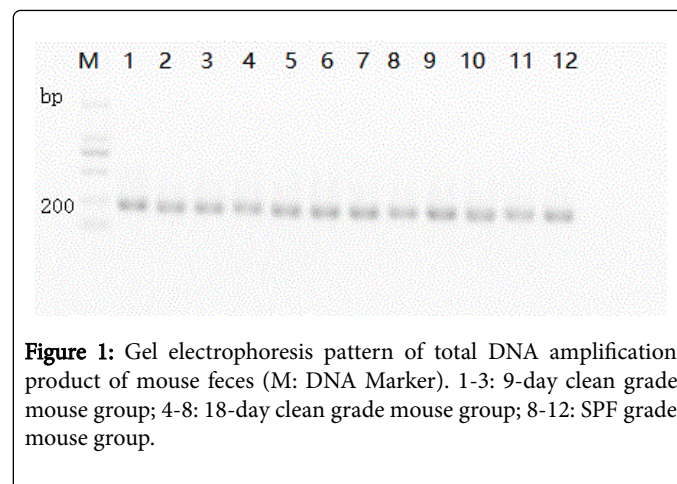 M 1 2 3 4 5 6 7 8 9 10 11 12
bp
200
Figure 1: Gel electrophoresis pattern of total DNA amplification
product of mouse feces (M: DNA Marker). 1-3: 9-day clean grade
mouse group; 4-8: 18-day clean grade mouse group; 8-12: SPF grade
mouse group.